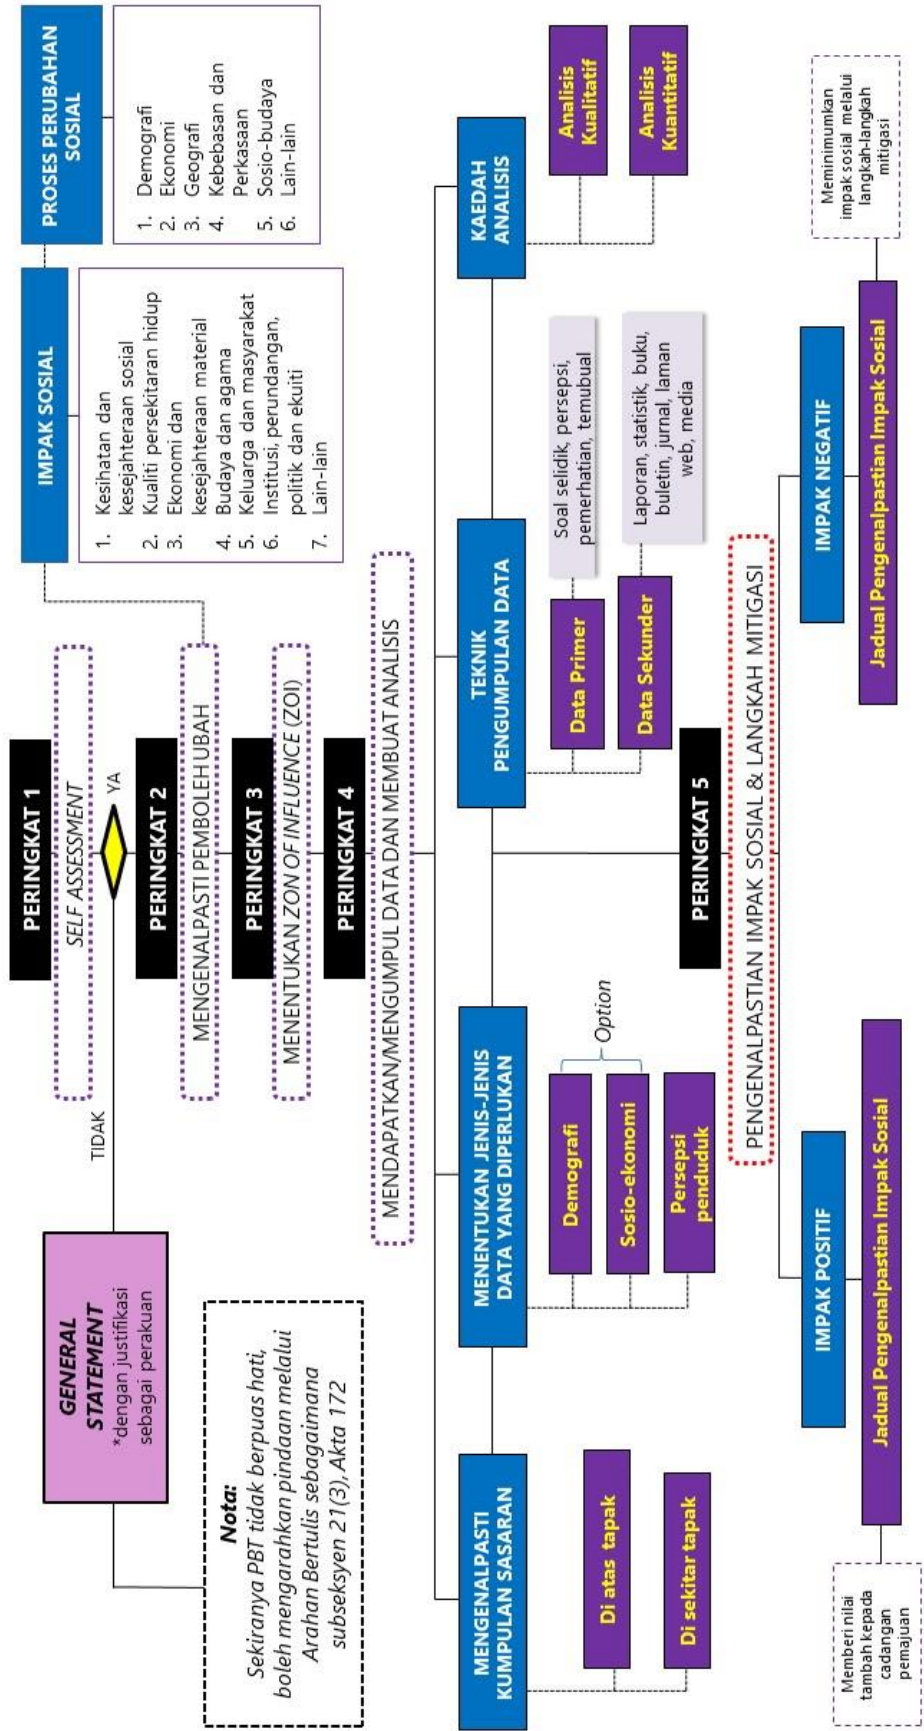 PERINGKAT 1
SELF ASSESSMENT
TIDAK
YA
GENERAL
STATEMENT
*dengan justifikasi
sebagai perakuan
Nota:
Sekiranya PBT tidak berpuas hati,
boleh mengarahkan pindaan melalui
Arahan Bertulis sebagaimana
subseksyen 21(3), Akta 172
PERINGKAT 2
MENGENALPASTI PEMBOLEH UBAH
IMPAK SOSIAL
1. Kesihatan dan
kesejahteraan sosial
2. Kualiti persekitaran hidup
3. Ekonomi dan
kesejahteraan material
4. Budaya dan agama
5. Keluarga dan masyarakat
6. Institusi, perundangan,
politik dan ekuiti
7. Lain-lain
PROSES PERUBAHAN
SOSIAL
1. Demografi
2. Ekonomi
3. Geografi
4. Kebebasan dan
Perkasaan
5. Sosio-budaya
6. Lain-lain
PERINGKAT 3
MENENTUKAN ZON OF INFLUENCE (ZOI)
PERINGKAT 4
MENDAPATKAN/MENGUMPUL DATA DAN MEMBUAT ANALISIS
MENGENALPASTI
KUMPULAN SASARAN
Di atas tapak
Di sekitar tapak
MENENTUKAN JENIS-JENIS
DATA YANG DIPERLUKAN
Demografi
Sosio-ekonomi
Option
Persepsi
penduduk
TEKNIK
PENGUMPULAN DATA
Data Primer
Soal selidik, persepsi,
pemerhatian, temubual
Data Sekunder
Laporan, statistik, buku,
buletin, jurnal, laman
web, media
KAEDAH
ANALISIS
Analisis
Kualitatif
Analisis
Kuantitatif
PERINGKAT 5
PENGENALPASTIAN IMPAK SOSIAL & LANGKAH MITIGASI
IMPAK POSITIF
Jadual Pengenalpastian Impak Sosial
Memberi nilai
tambah kepada
cadangan
pemajuan
IMPAK NEGATIF
Jadual Pengenalpastian Impak Sosial
Meminimumkan
impak sosial melalui
langkah-langkah
mitigasi